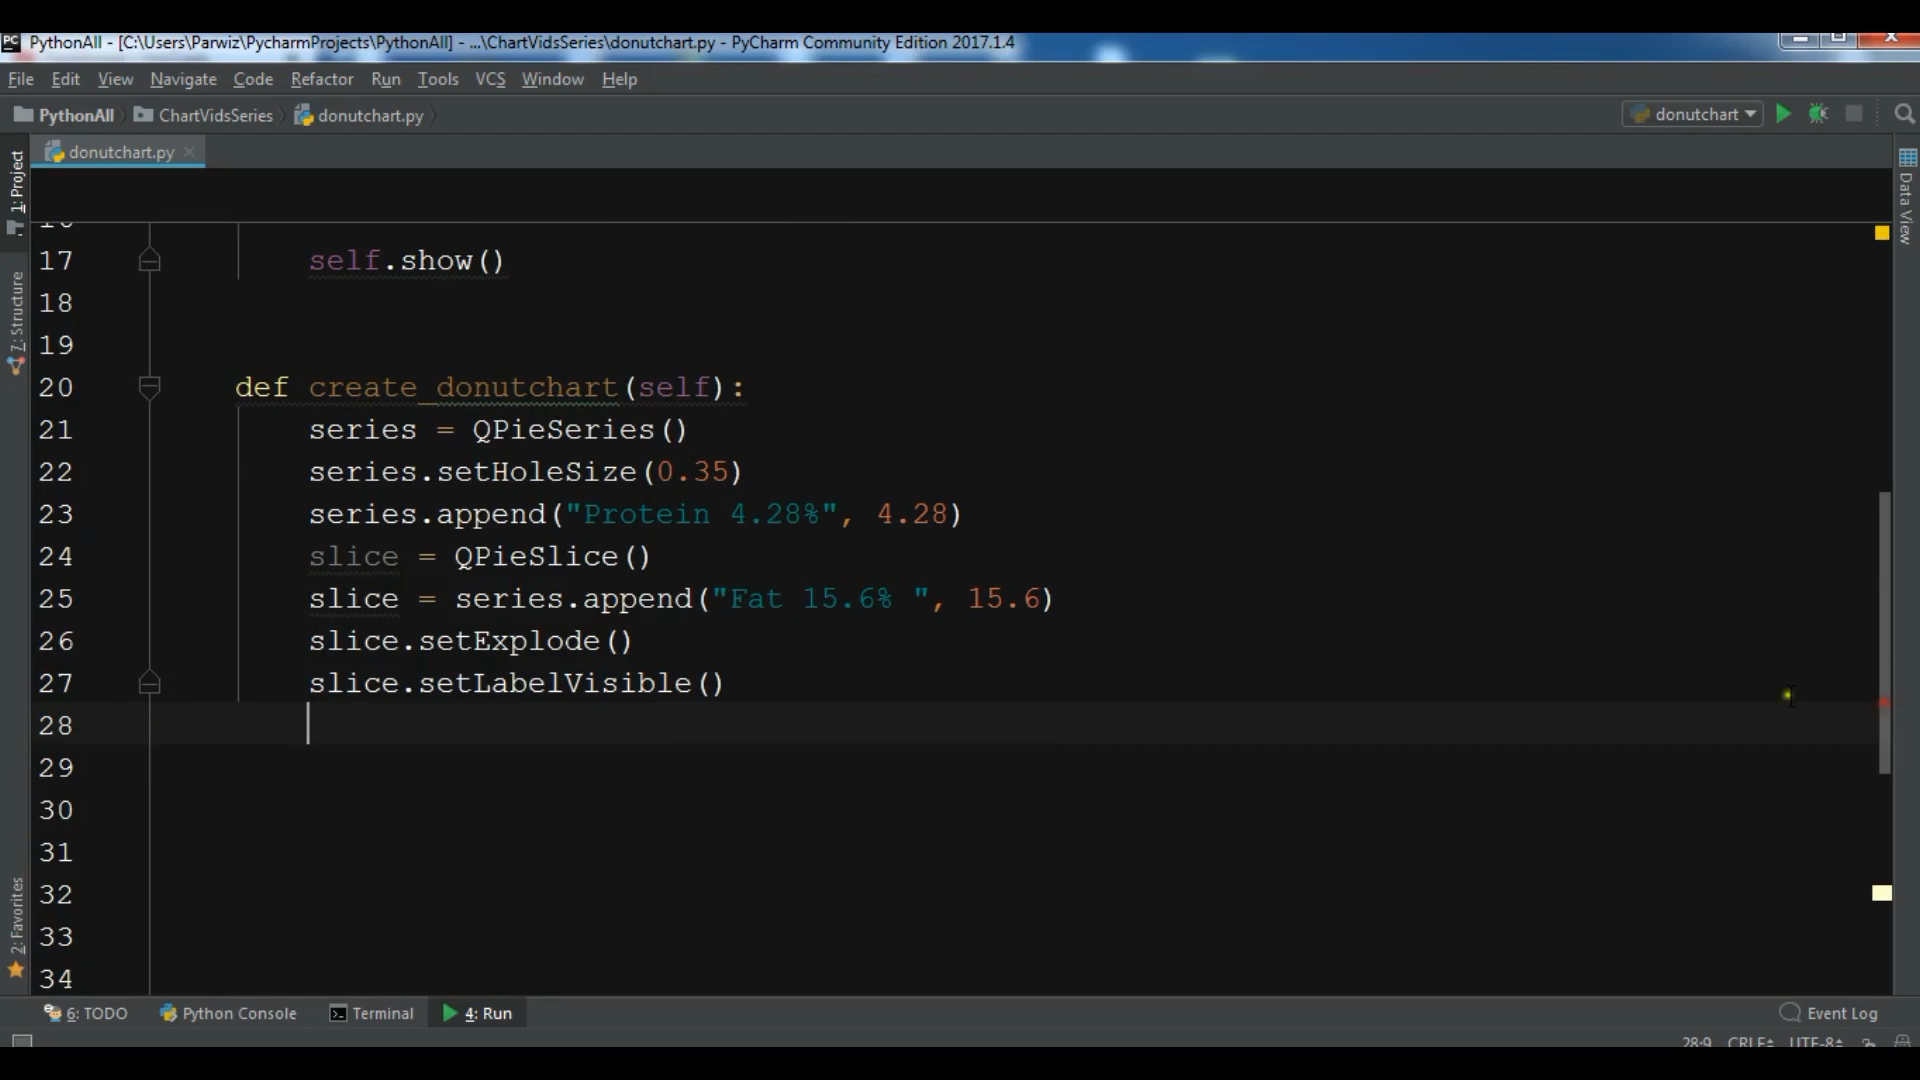 PythonAll - [C:\Users\Parwiz\PycharmProjects\PythonAll] - ...\ChartVidsSeries\donutchart.py - PyCharm Community Edition 2017.1.4
File Edit View Navigate Code Refactor Run Tools VCS Window Help
PythonAll ChartVidsSeries donutchart.py donutchart
donutchart.py
1: Project
7: Structure
2: Favorites
Data View
17 self.show()
18
19
20 def create_donutchart(self):
21 series = QPieSeries()
22 series.setHoleSize(0.35)
23 series.append("Protein 4.28%", 4.28)
24 slice = QPieSlice()
25 slice = series.append("Fat 15.6% ", 15.6)
26 slice.setExplode()
27 slice.setLabelVisible()
28
29
30
31
32
33
34
6: TODO Python Console Terminal 4: Run Event Log
28:9 CRLF UTF-8